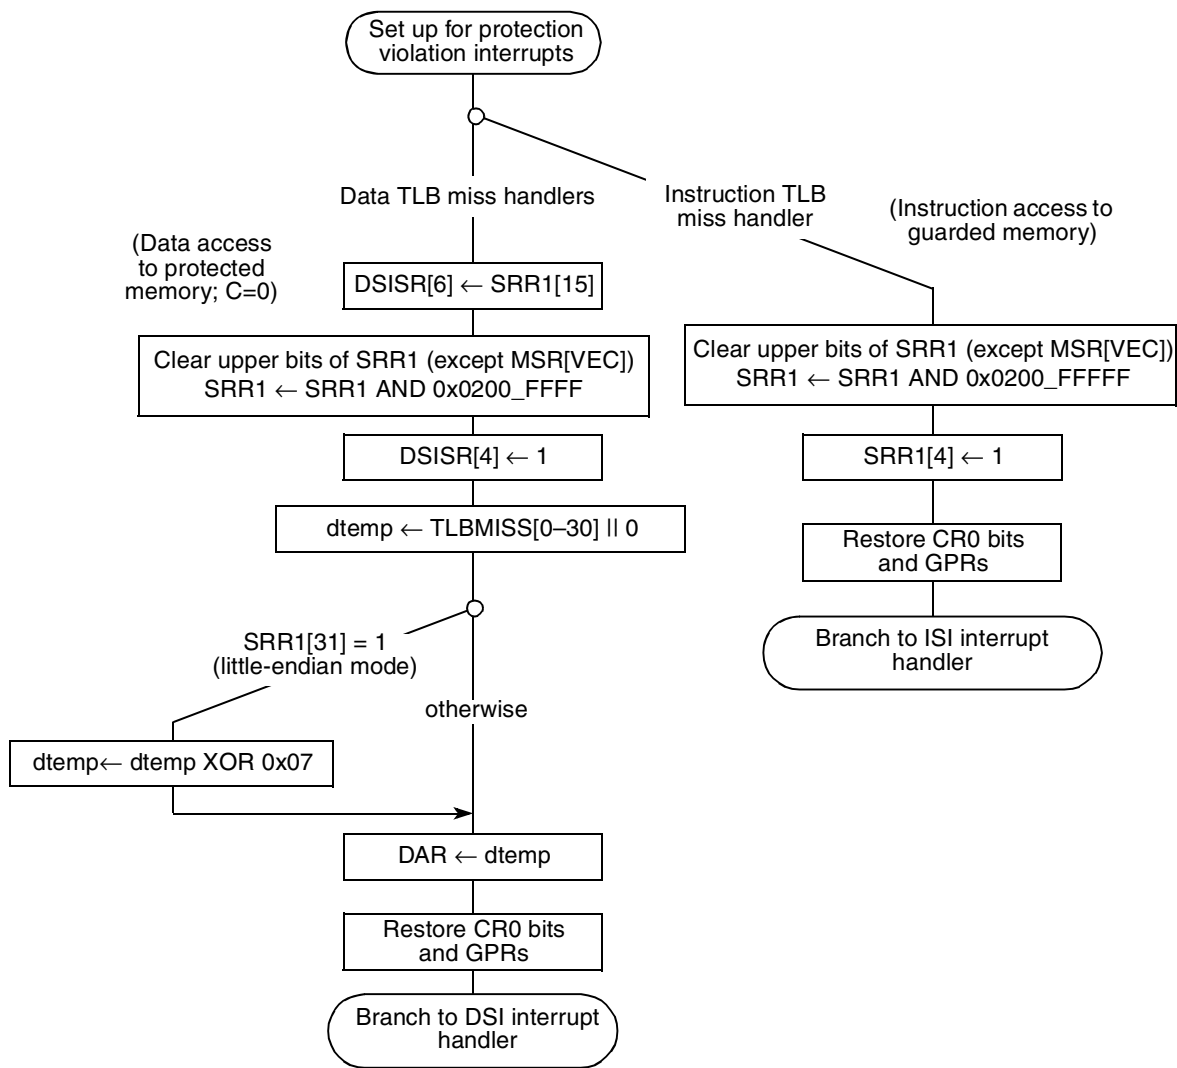 Set up for protection
violation interrupts
Data TLB miss handlers
Instruction TLB
miss handler
(Instruction access to
guarded memory)
(Data access
to protected
memory; C=0)
DSISR[6] ← SRR1[15]
Clear upper bits of SRR1 (except MSR[VEC])
SRR1 ← SRR1 AND 0x0200_FFFF
Clear upper bits of SRR1 (except MSR[VEC])
SRR1 ← SRR1 AND 0x0200_FFFFF
DSISR[4] ← 1
SRR1[4] ← 1
dtemp ← TLBMISS[0–30] || 0
Restore CR0 bits
and GPRs
SRR1[31] = 1
(little-endian mode)
Branch to ISI interrupt
handler
otherwise
dtemp← dtemp XOR 0x07
DAR ← dtemp
Restore CR0 bits
and GPRs
Branch to DSI interrupt
handler